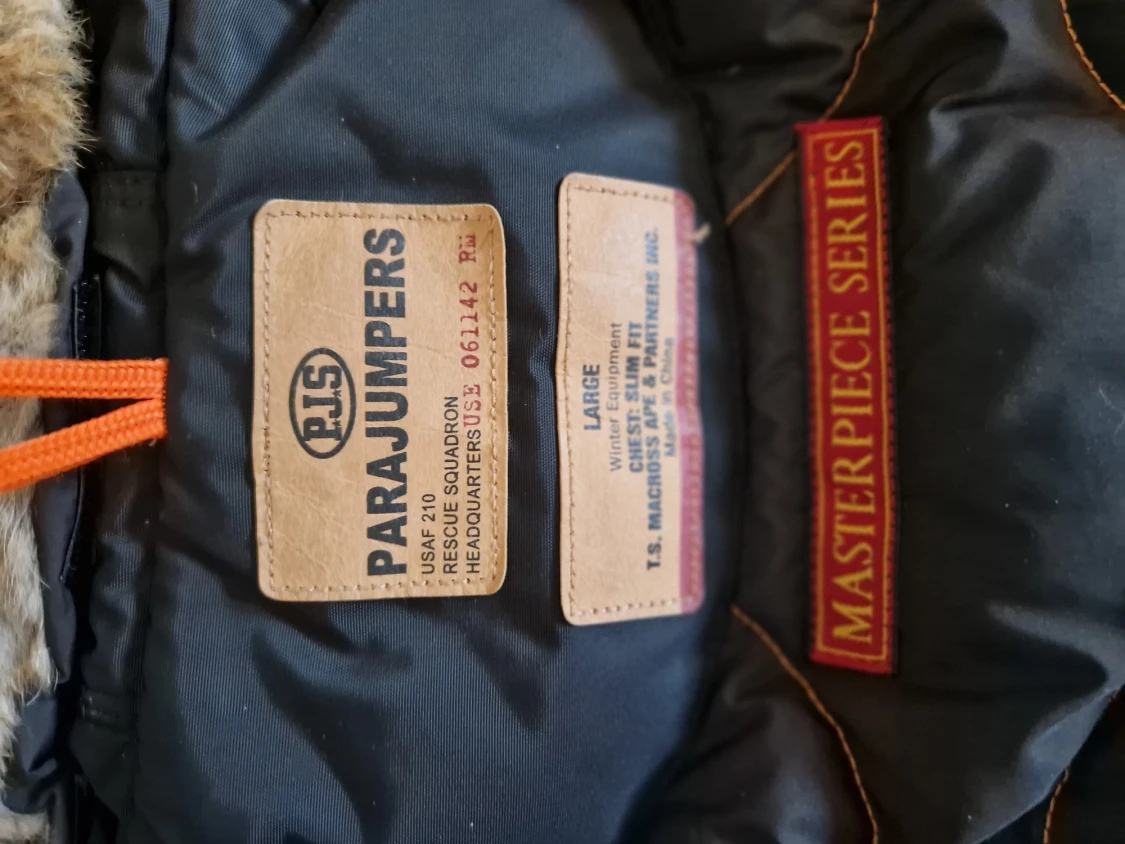 P.J.S
PARAJUMPERS
USAF 210
RESCUE SQUADRON
HEADQUARTERS USE 061142 RW
LARGE
Winter Equipment
CHEST: SLIM FIT
T.S. MACROSS APE & PARTNERS INC.
Made in China
MASTERPIECE SERIES